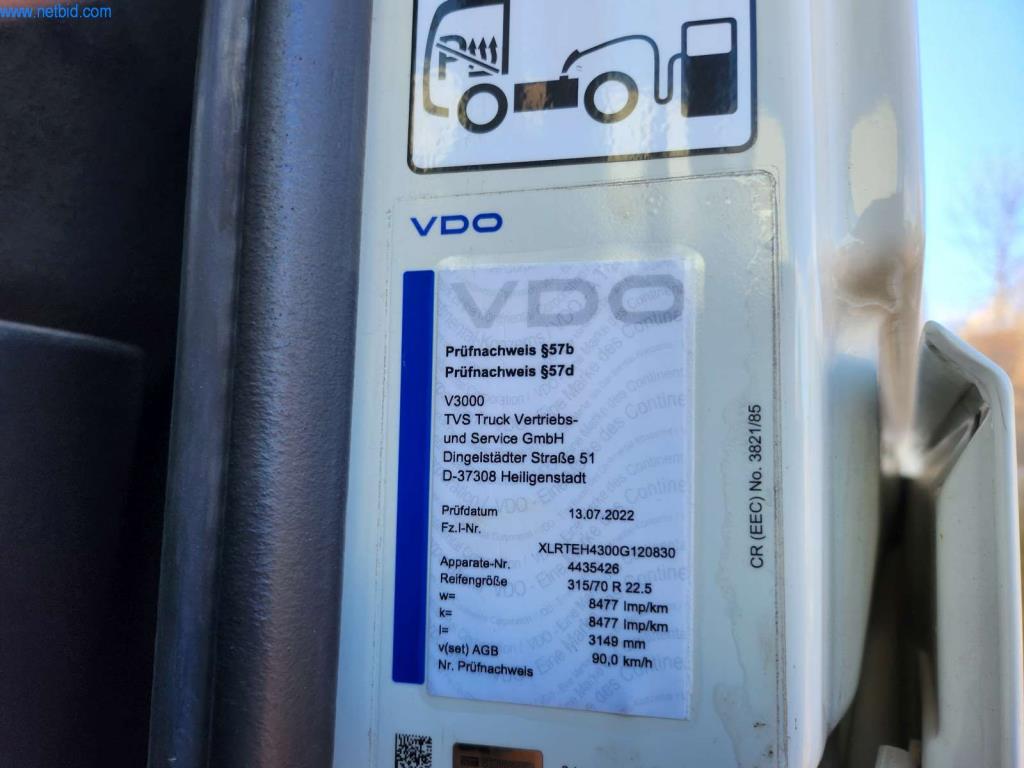 www.netbid.com
VDO
VDO
Prüfnachweis §57b
Prüfnachweis §57d
V3000
TVS Truck Vertriebs-
und Service GmbH
Dingelstädter Straße 51
D-37308 Heiligenstadt
Prüfdatum 13.07.2022
Fz.I-Nr.
XLRTEH4300G120830
Apparate-Nr. 4435426
Reifengröße 315/70 R 22.5
w= 8477 Imp/km
k= 8477 Imp/km
l= 3149 mm
v(set) AGB 90,0 km/h
Nr. Prüfnachweis
CR (EEC) No. 3821/85